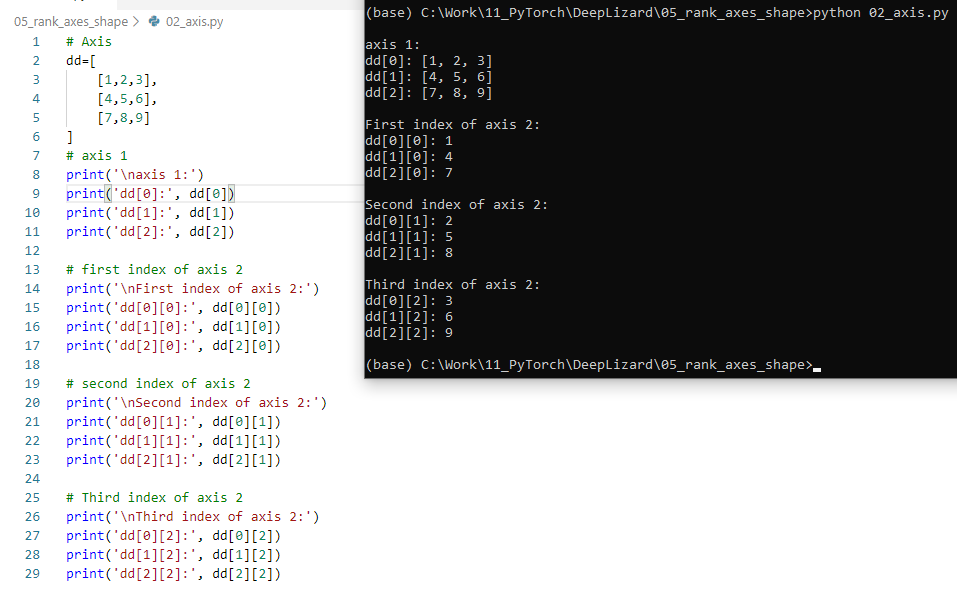 05_rank_axes_shape > 02_axis.py
1 # Axis
2 dd=[
3 [1,2,3],
4 [4,5,6],
5 [7,8,9]
6 ]
7 # axis 1
8 print('\naxis 1:')
9 print('dd[0]:', dd[0])
10 print('dd[1]:', dd[1])
11 print('dd[2]:', dd[2])
12
13 # first index of axis 2
14 print('\nFirst index of axis 2:')
15 print('dd[0][0]:', dd[0][0])
16 print('dd[1][0]:', dd[1][0])
17 print('dd[2][0]:', dd[2][0])
18
19 # second index of axis 2
20 print('\nSecond index of axis 2:')
21 print('dd[0][1]:', dd[0][1])
22 print('dd[1][1]:', dd[1][1])
23 print('dd[2][1]:', dd[2][1])
24
25 # Third index of axis 2
26 print('\nThird index of axis 2:')
27 print('dd[0][2]:', dd[0][2])
28 print('dd[1][2]:', dd[1][2])
29 print('dd[2][2]:', dd[2][2])
(base) C:\Work\11_PyTorch\DeepLizard\05_rank_axes_shape>python 02_axis.py
axis 1:
dd[0]: [1, 2, 3]
dd[1]: [4, 5, 6]
dd[2]: [7, 8, 9]
First index of axis 2:
dd[0][0]: 1
dd[1][0]: 4
dd[2][0]: 7
Second index of axis 2:
dd[0][1]: 2
dd[1][1]: 5
dd[2][1]: 8
Third index of axis 2:
dd[0][2]: 3
dd[1][2]: 6
dd[2][2]: 9
(base) C:\Work\11_PyTorch\DeepLizard\05_rank_axes_shape>